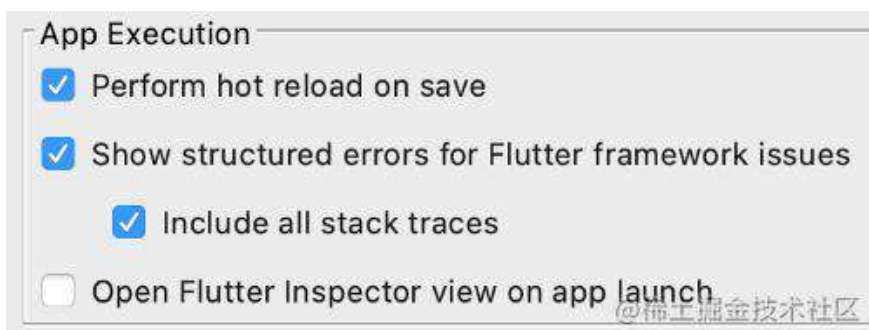 App Execution
Perform hot reload on save
Show structured errors for Flutter framework issues
Include all stack traces
Open Flutter Inspector view on app launch
@稀土掘金技术社区